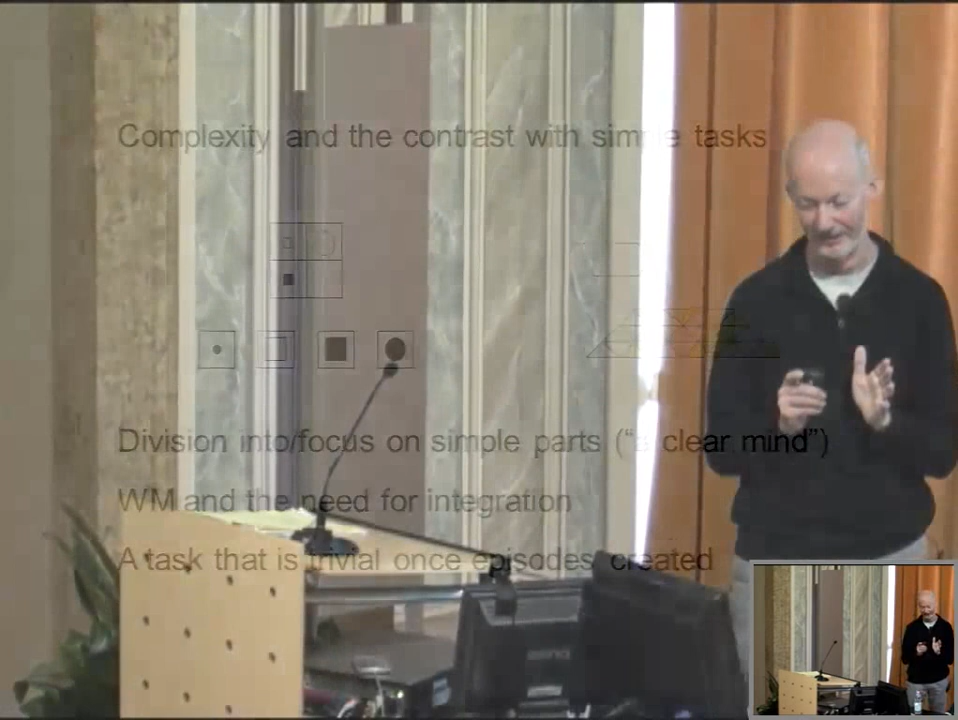 Complexity and the contrast with simple tasks
Division into/focus on simple parts (“a clear mind”)
WM and the need for integration
A task that is trivial once episodes created